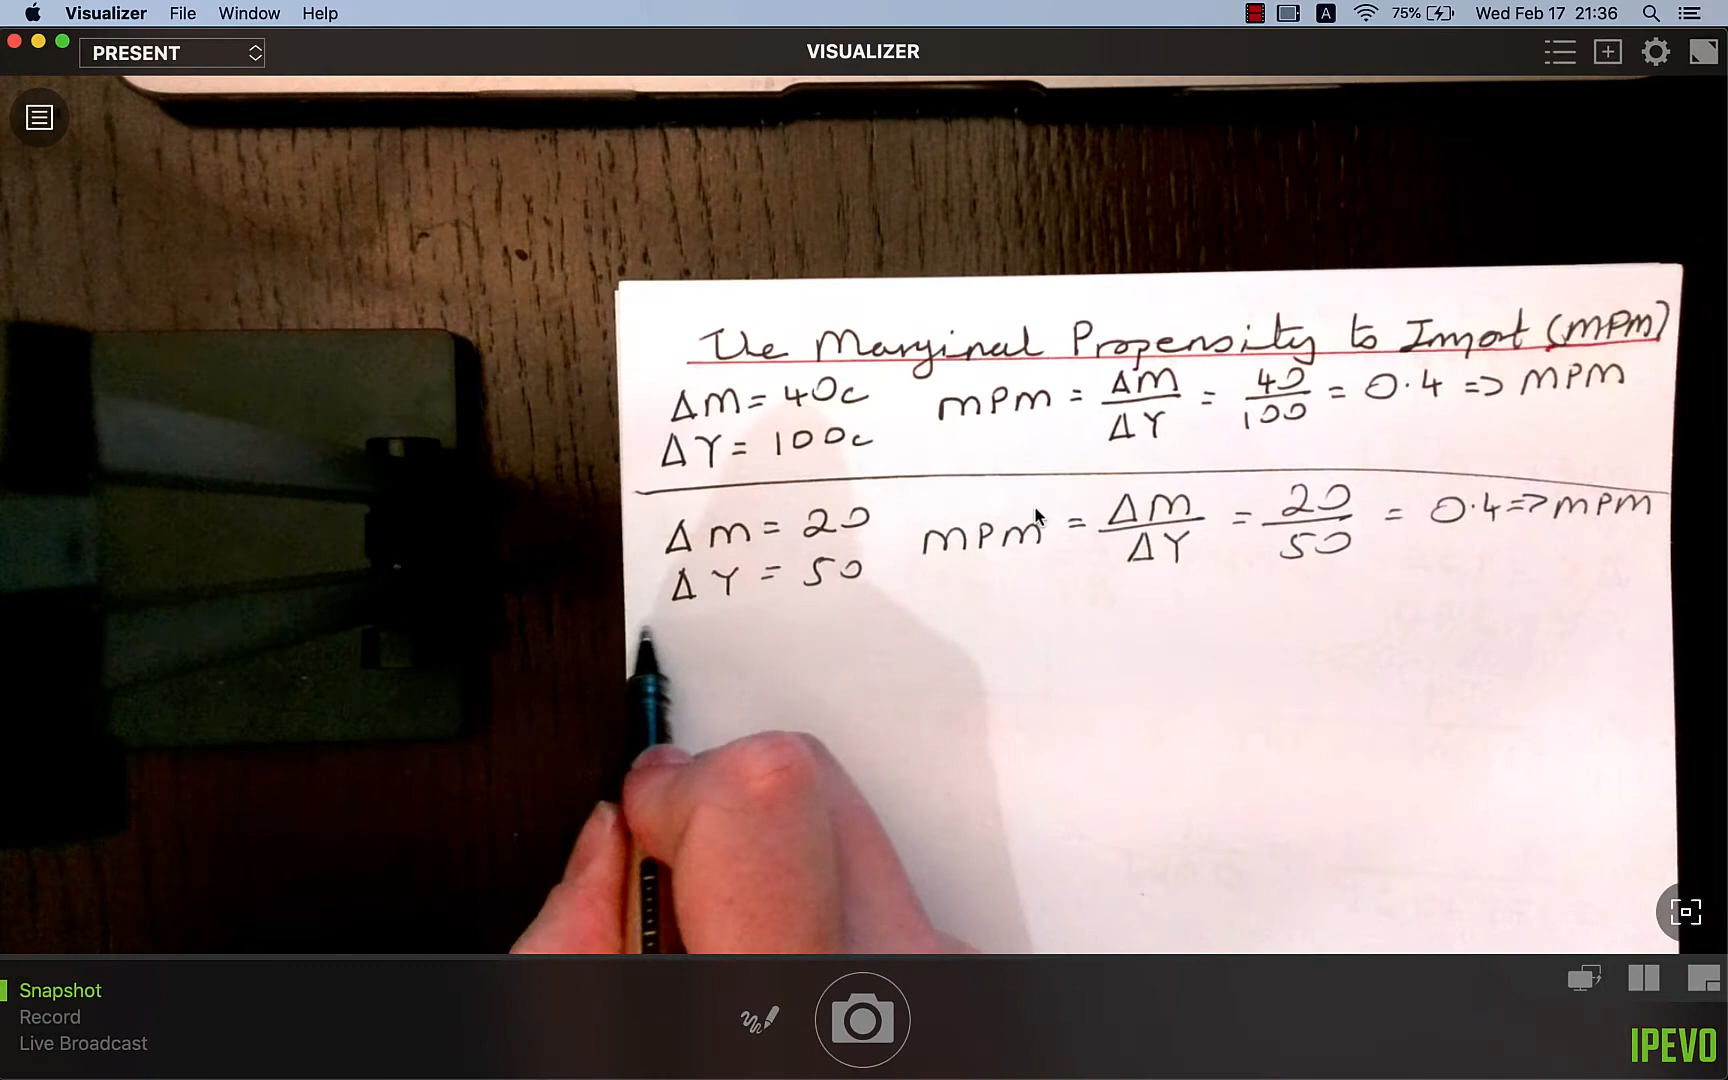 Visualizer File Window Help A 75% Wed Feb 17 21:36
PRESENT VISUALIZER
The Marginal Propensity to Import (MPM)
ΔM = 40c MPM = ΔM/ΔY = 40/100 = 0.4 => MPM
ΔY = 100c
Δm = 20 MPM = ΔM/ΔY = 20/50 = 0.4 => MPM
ΔY = 50
Snapshot
Record
Live Broadcast
IPEVO